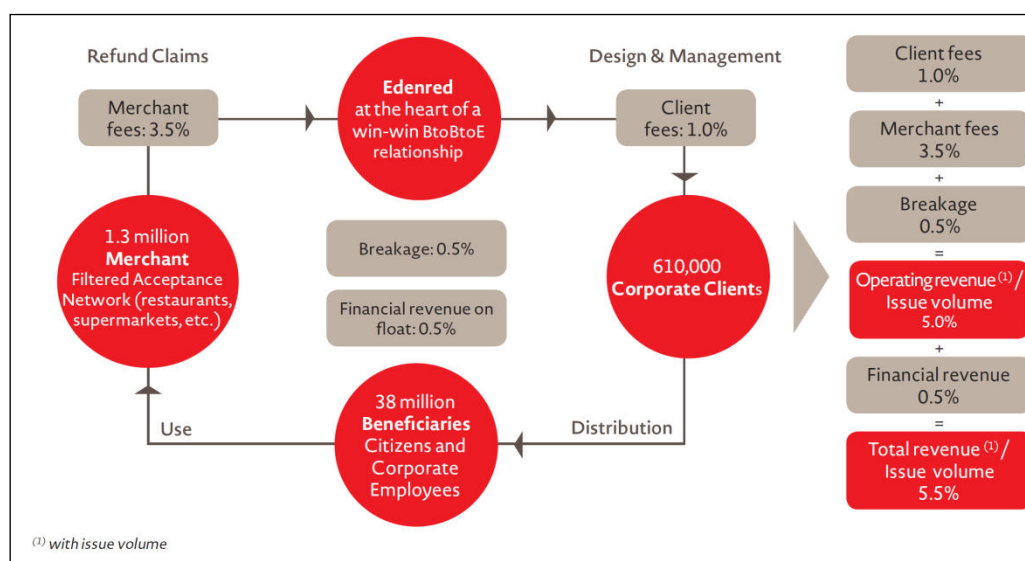 Refund Claims
Merchant
fees: 3.5%
Edenred
at the heart of a
win-win BtoBtoE
relationship
Design & Management
Client
fees: 1.0%
1.3 million
Merchant
Filtered Acceptance
Network (restaurants,
supermarkets, etc.)
Breakage: 0.5%
Financial revenue on
float: 0.5%
610,000
Corporate Clients
Use
38 million
Beneficiaries
Citizens and
Corporate
Employees
Distribution
Client fees
1.0%
+
Merchant fees
3.5%
+
Breakage
0.5%
=
Operating revenue (1)/
Issue volume
5.0%
+
Financial revenue
0.5%
=
Total revenue (1)/
Issue volume
5.5%
(1) with issue volume